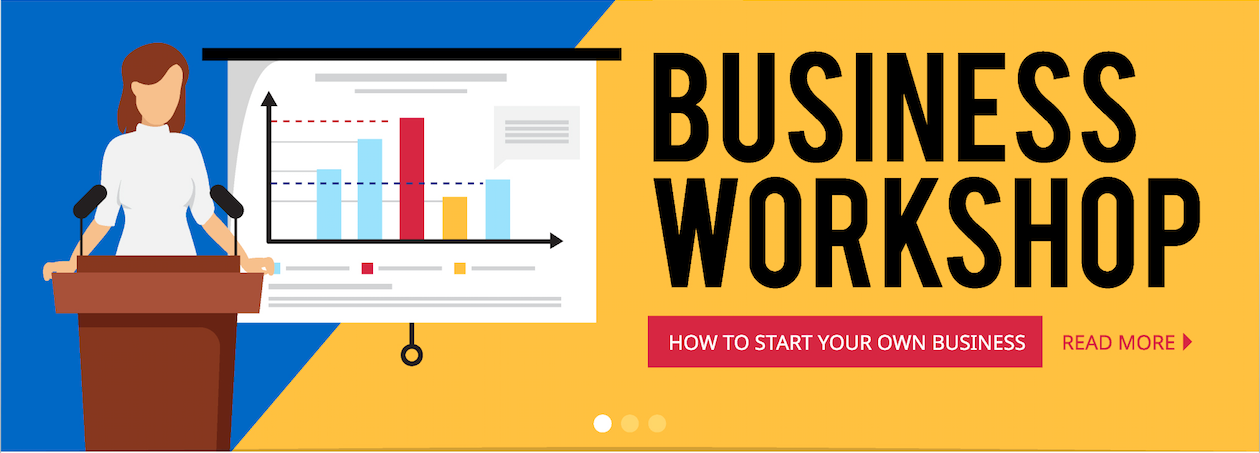 BUSINESS
WORKSHOP
HOW TO START YOUR OWN BUSINESS
READ MORE